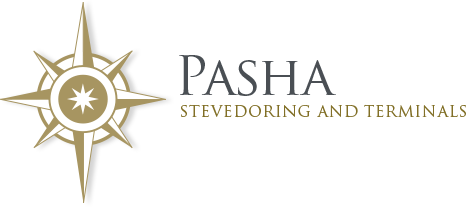 PASHA
STEVEDORING AND TERMINALS